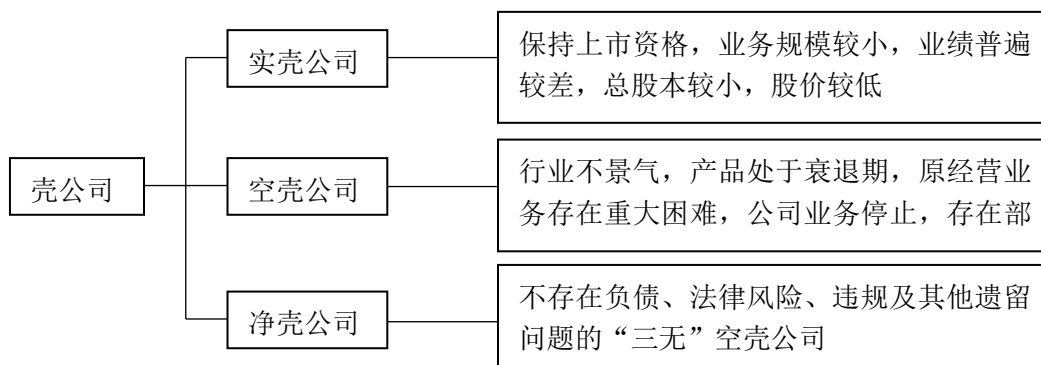 壳公司
实壳公司
保持上市资格，业务规模较小，业绩普遍
较差，总股本较小，股价较低
空壳公司
行业不景气，产品处于衰退期，原经营业
务存在重大困难，公司业务停止，存在部
净壳公司
不存在负债、法律风险、违规及其他遗留
问题的“三无”空壳公司